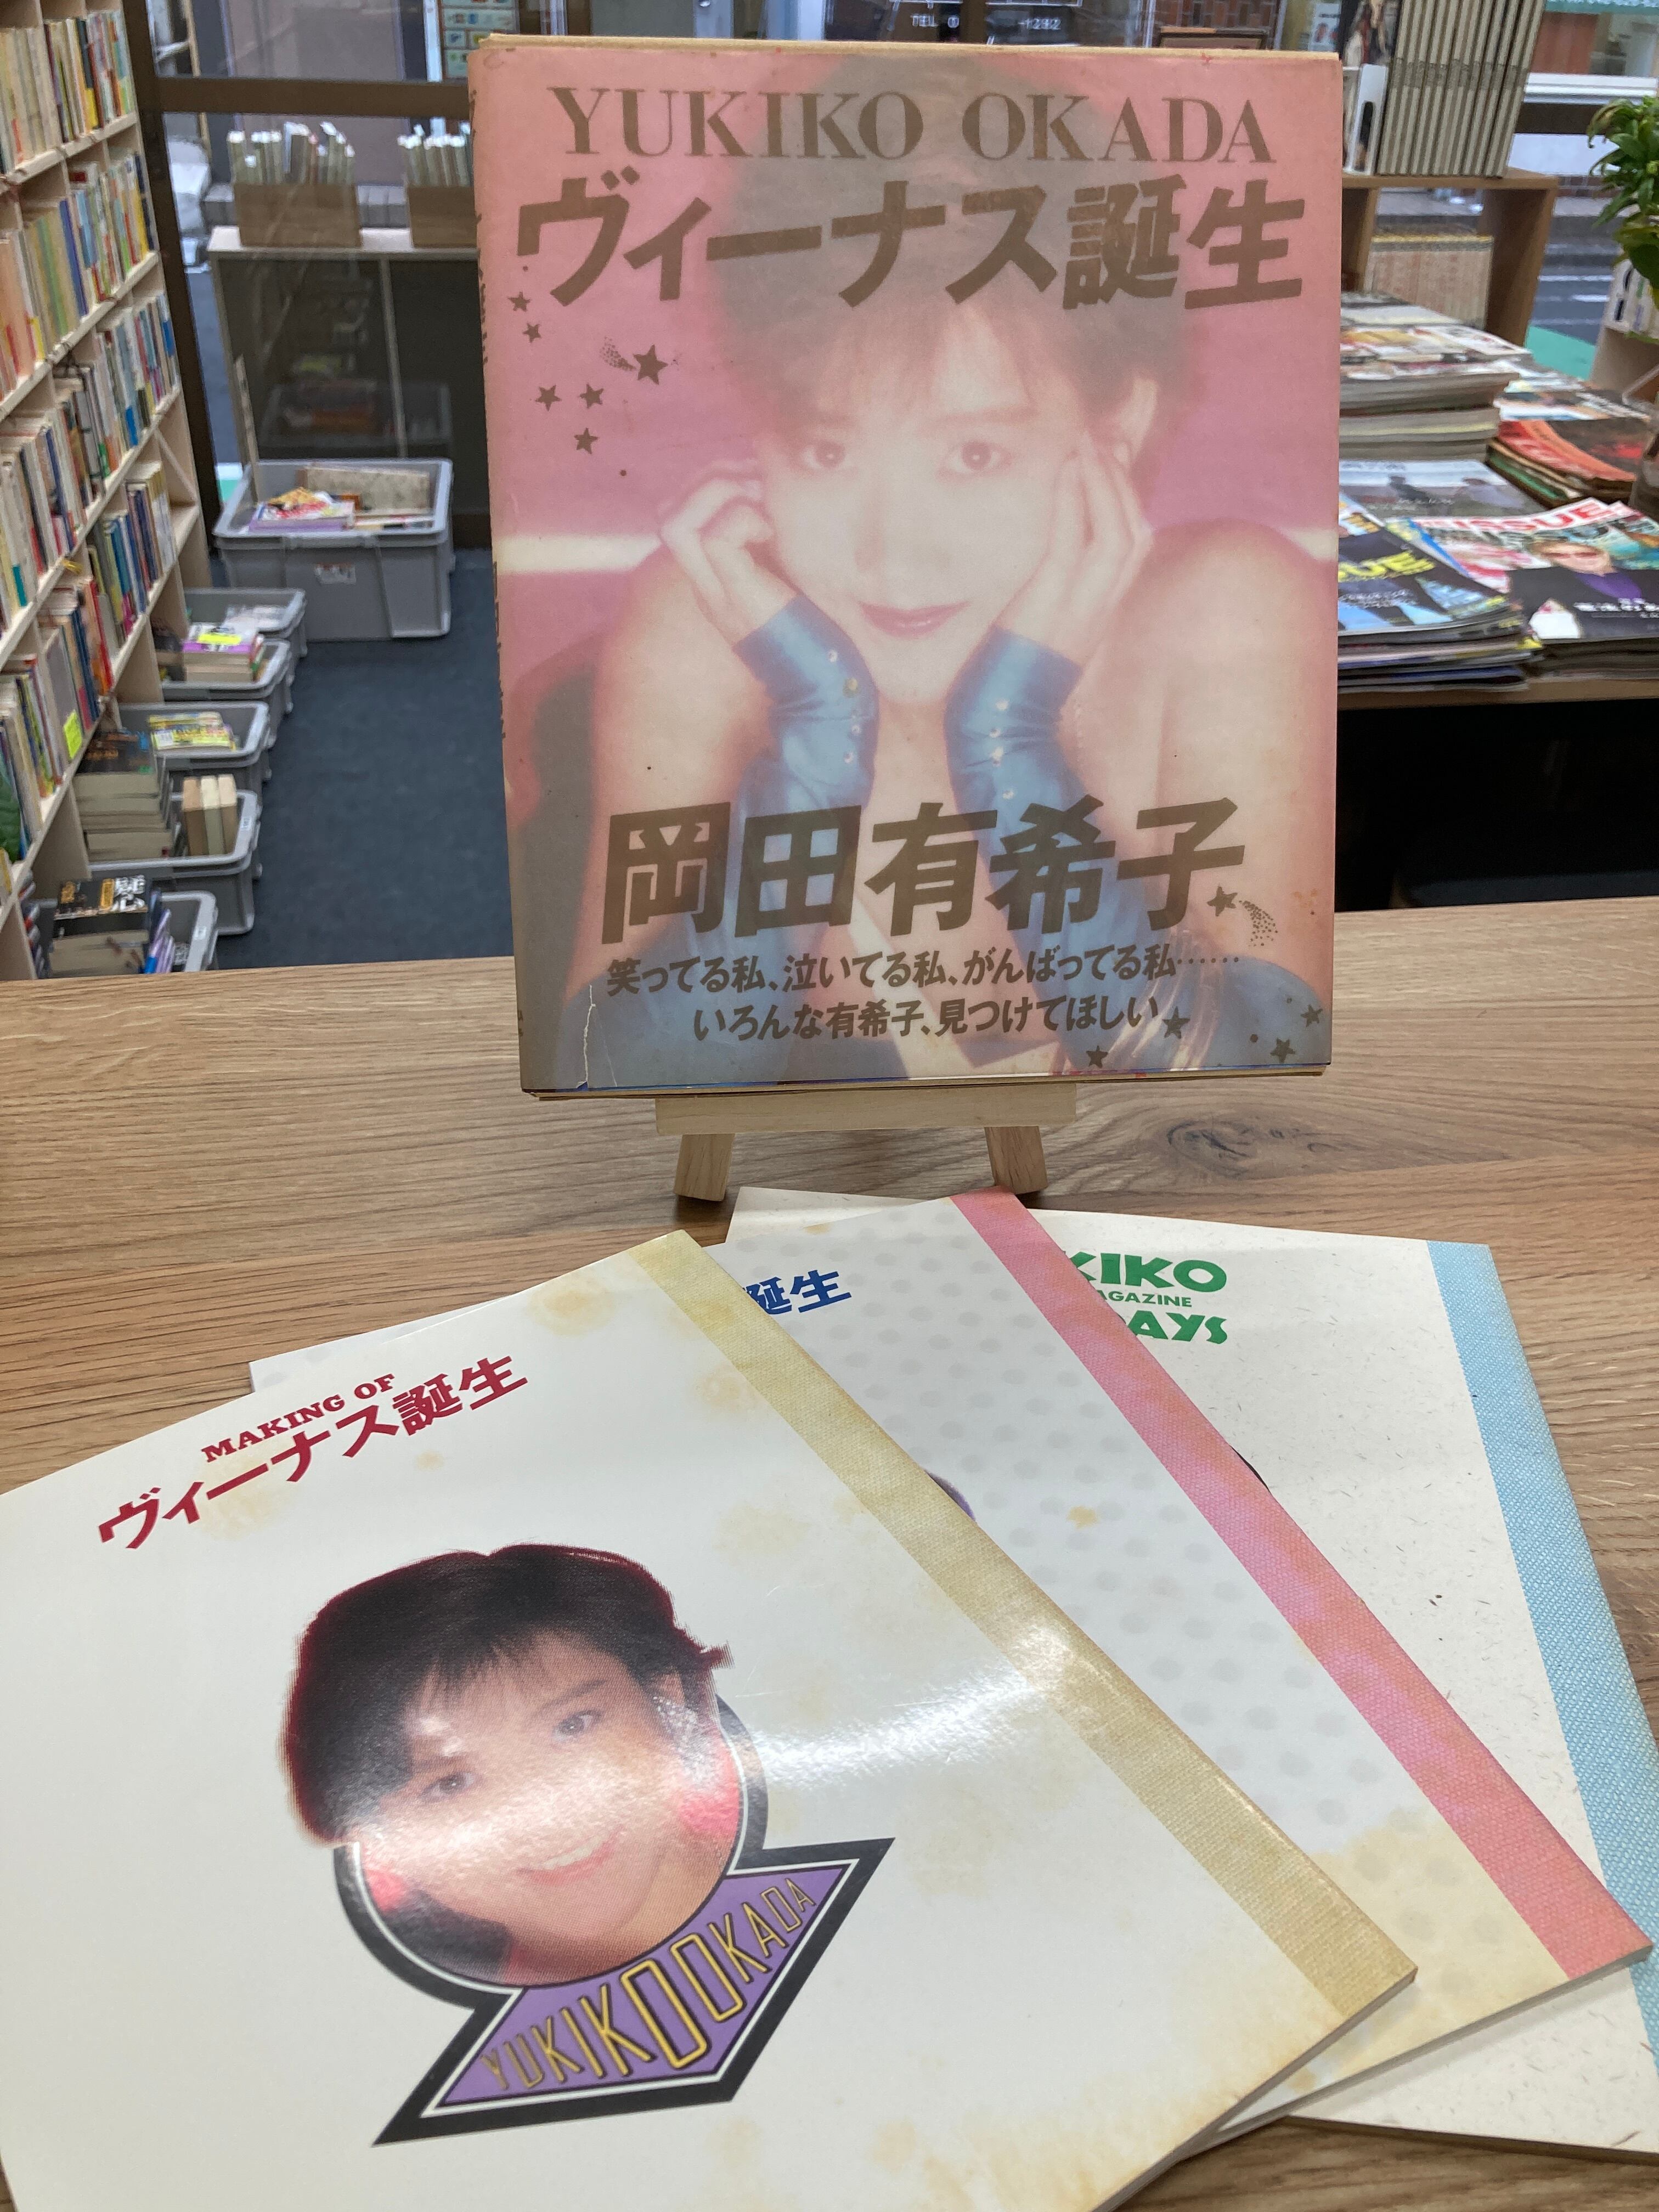 YUKIKO OKADA
ヴィーナス誕生
岡田有希子
笑ってる私、泣いてる私、がんばってる私……
いろんな有希子、見つけてほしい
MAKING OF
ヴィーナス誕生
YUKIKO OKADA
誕生
KIKO
AGAZINE
DAYS
TEL